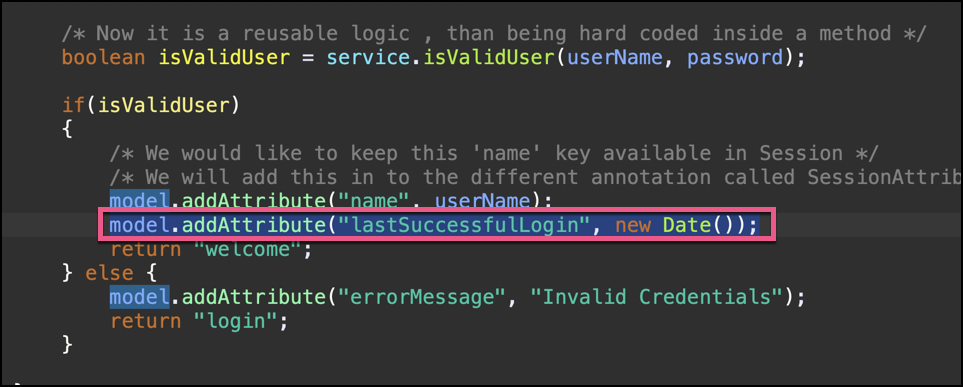 /* Now it is a reusable logic , than being hard coded inside a method */
boolean isValidUser = service.isValidUser(userName, password);
if(isValidUser)
{
/* We would like to keep this 'name' key available in Session */
/* We will add this in to the different annotation called SessionAttrib
model.addAttribute("name", userName);
model.addAttribute("lastSuccessfulLogin", new Date());
return "welcome";
} else {
model.addAttribute("errorMessage", "Invalid Credentials");
return "login";
}
}